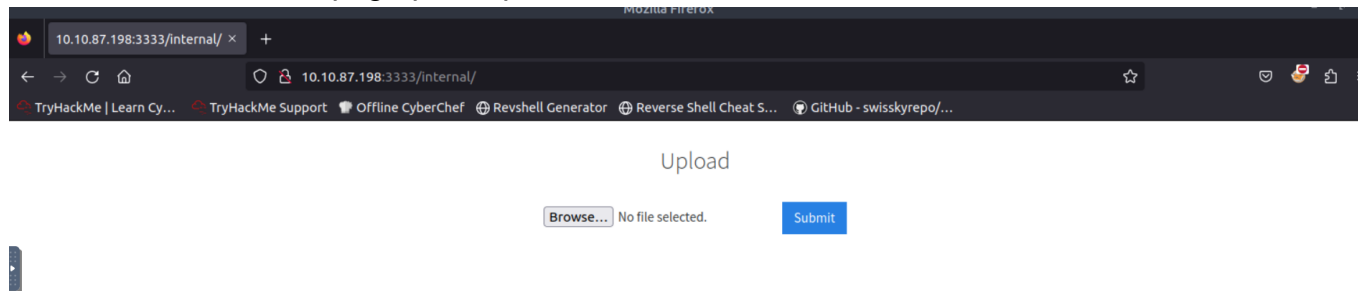 Mozilla Firefox
10.10.87.198:3333/internal/ × +
10.10.87.198:3333/internal/
TryHackMe | Learn Cy... TryHackMe Support Offline CyberChef Revshell Generator Reverse Shell Cheat S... GitHub - swisskyrepo/...
Upload
Browse... No file selected. Submit